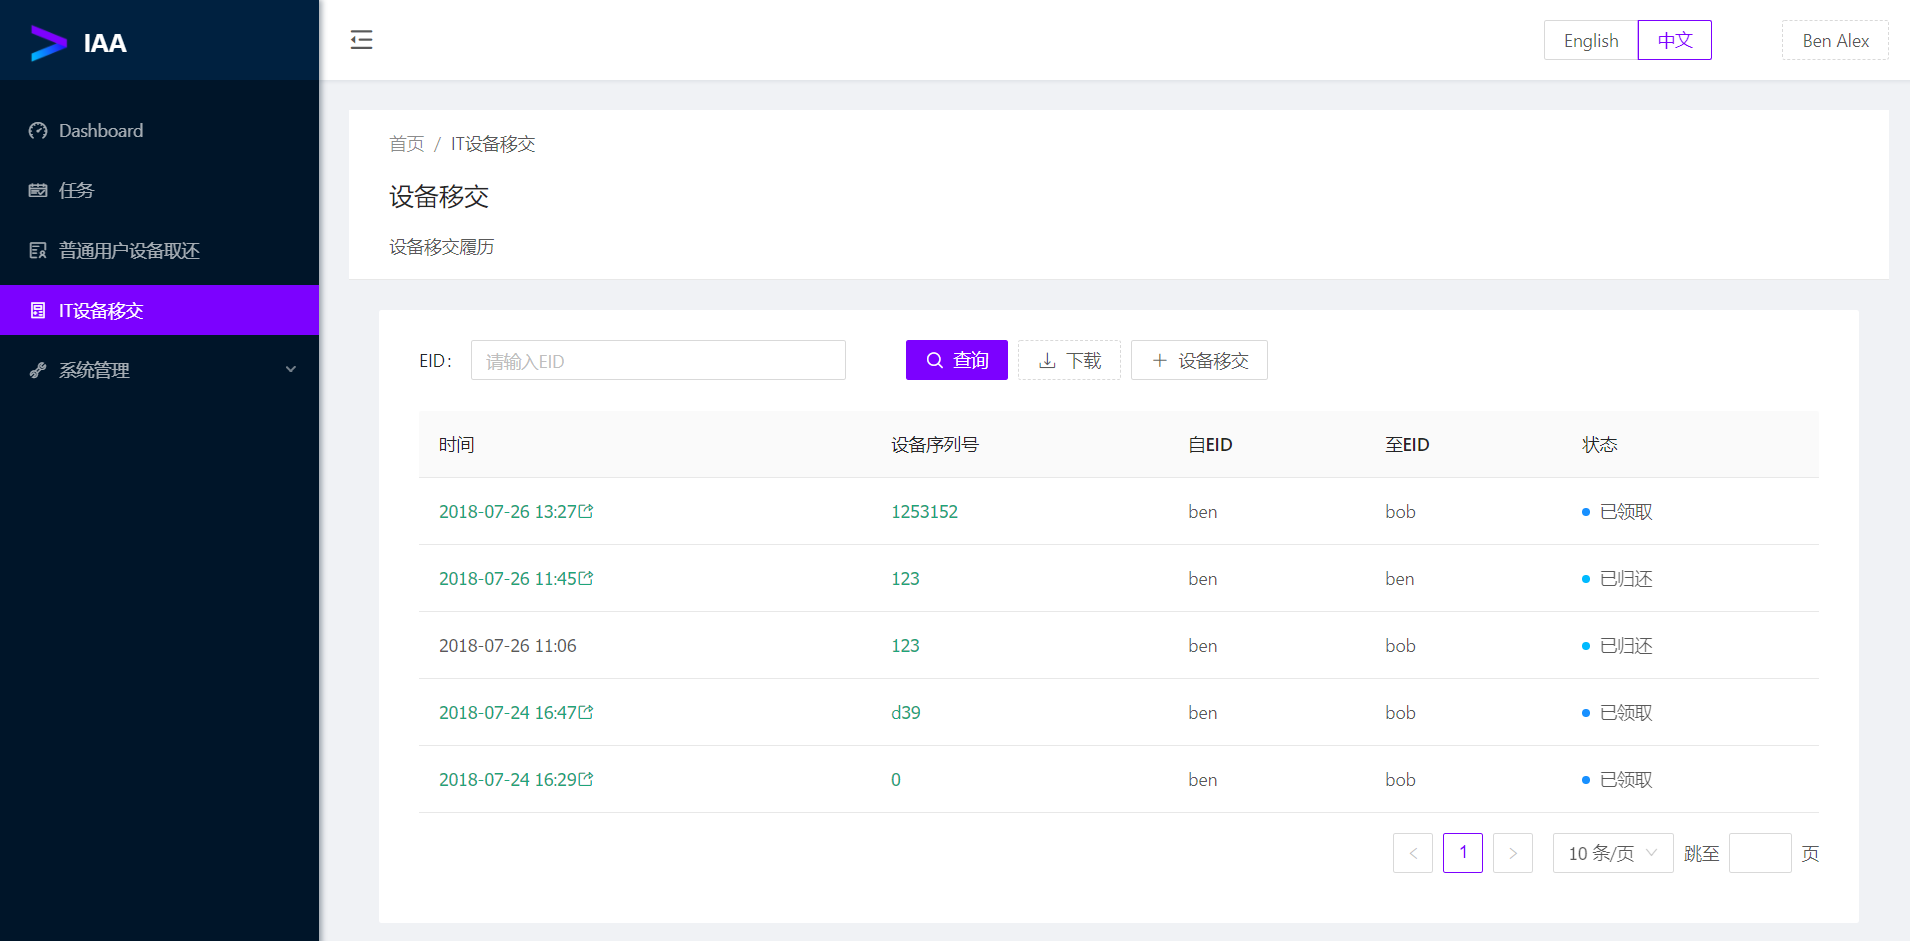 IAA
English 中文 Ben Alex
Dashboard
任务
普通用户设备取还
IT设备移交
系统管理
首页 / IT设备移交
设备移交
设备移交履历
EID: 请输入EID 查询 下载 设备移交
时间 设备序列号 自EID 至EID 状态
2018-07-26 13:27 1253152 ben bob 已领取
2018-07-26 11:45 123 ben ben 已归还
2018-07-26 11:06 123 ben bob 已归还
2018-07-24 16:47 d39 ben bob 已领取
2018-07-24 16:29 0 ben bob 已领取
< 1 > 10 条/页 跳至 页